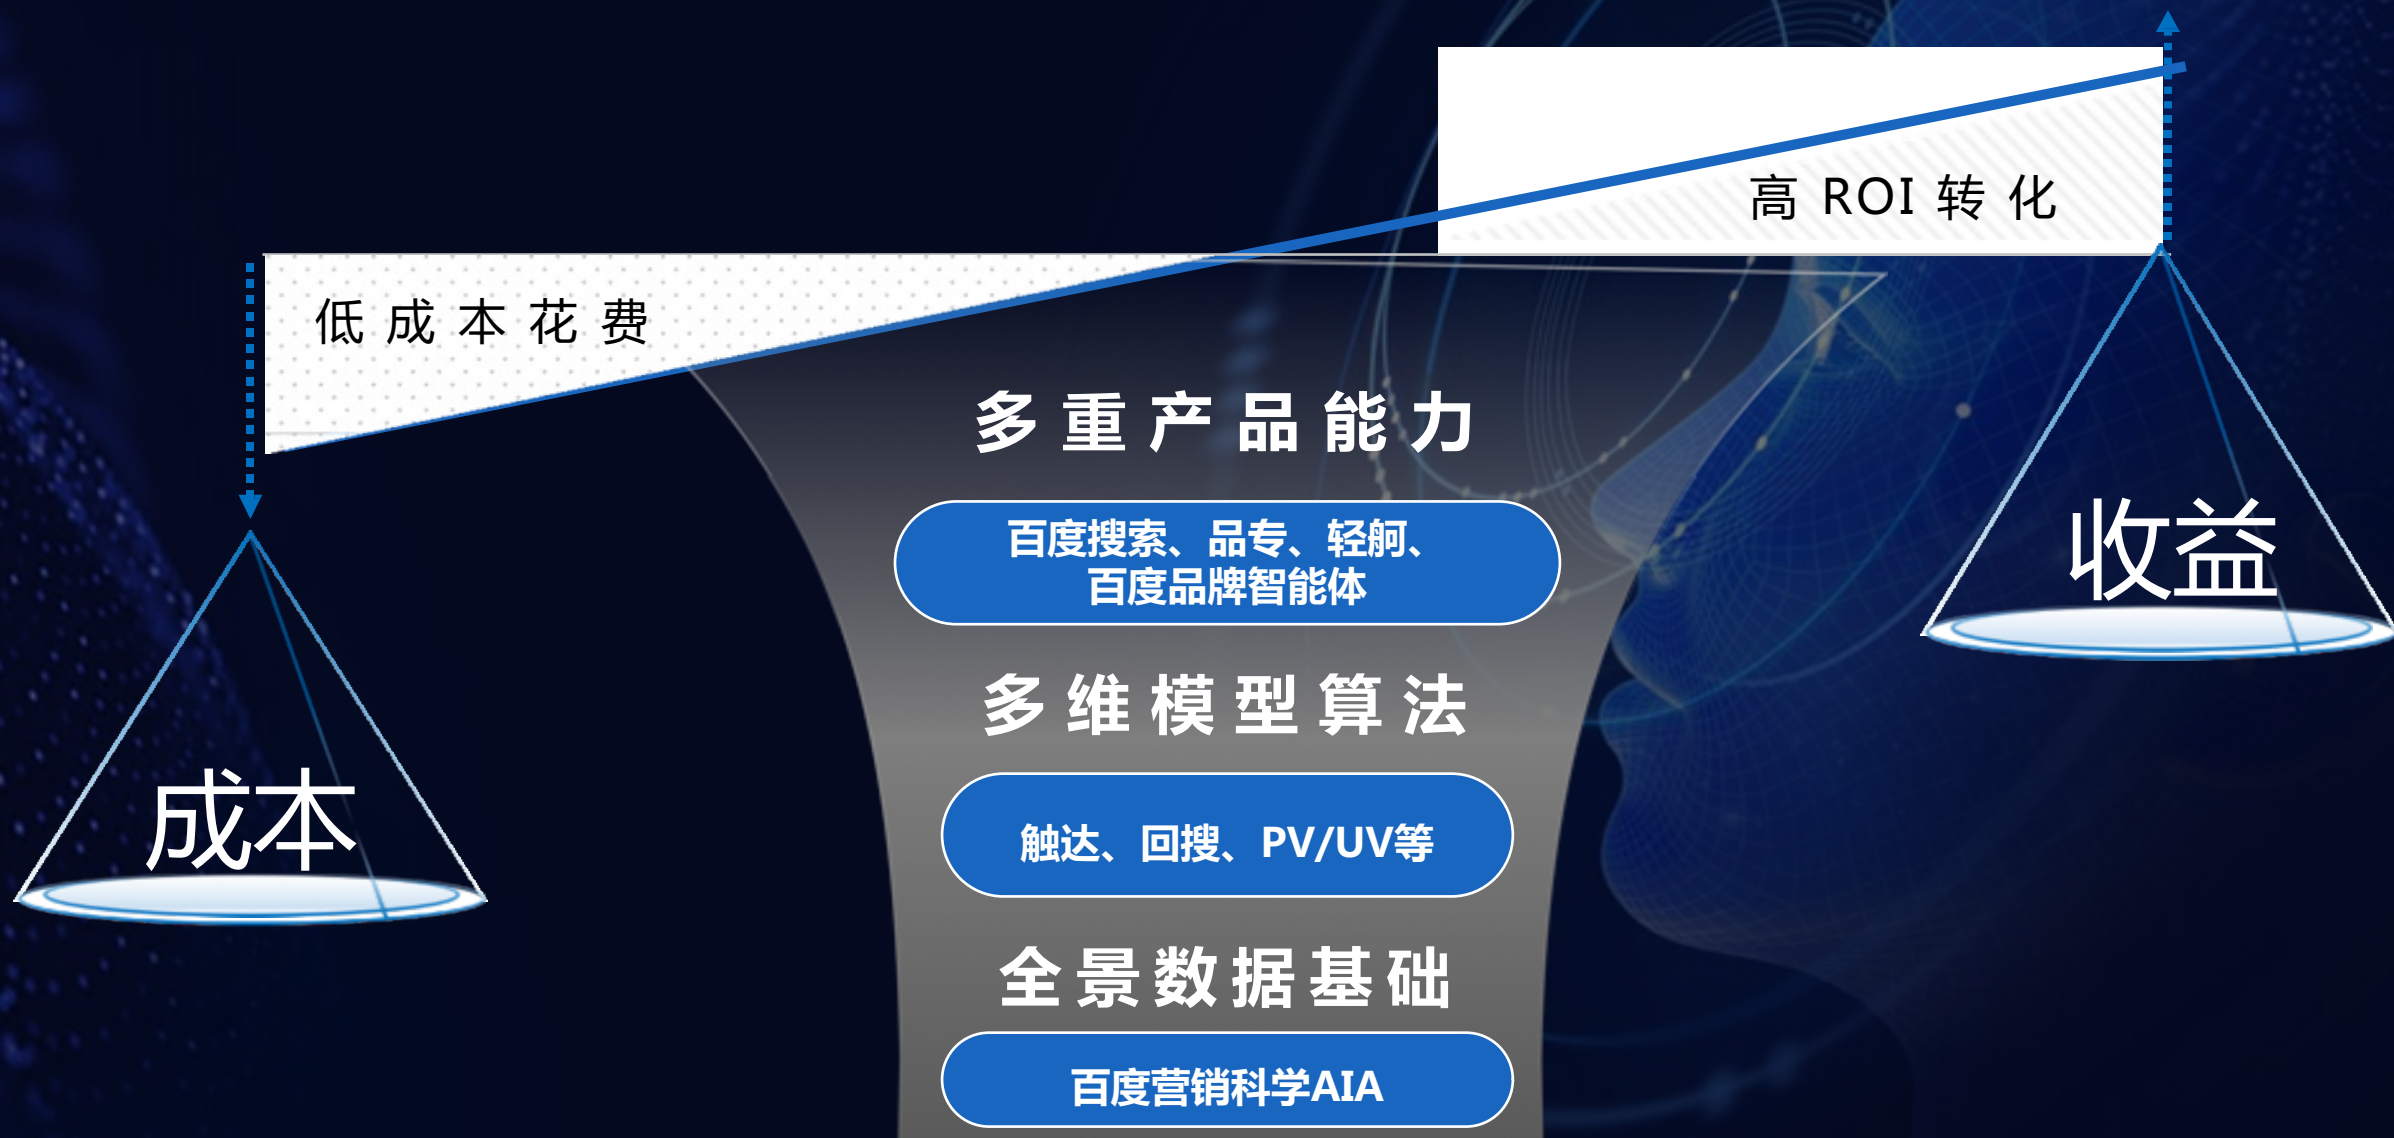 高 ROI 转 化
低 成 本 花 费
多重产品能力
百度搜索、品专、轻舸、
百度品牌智能体
收益
多维模型算法
成本
触达、回搜、PV/UV等
全景数据基础
百度营销科学AIA